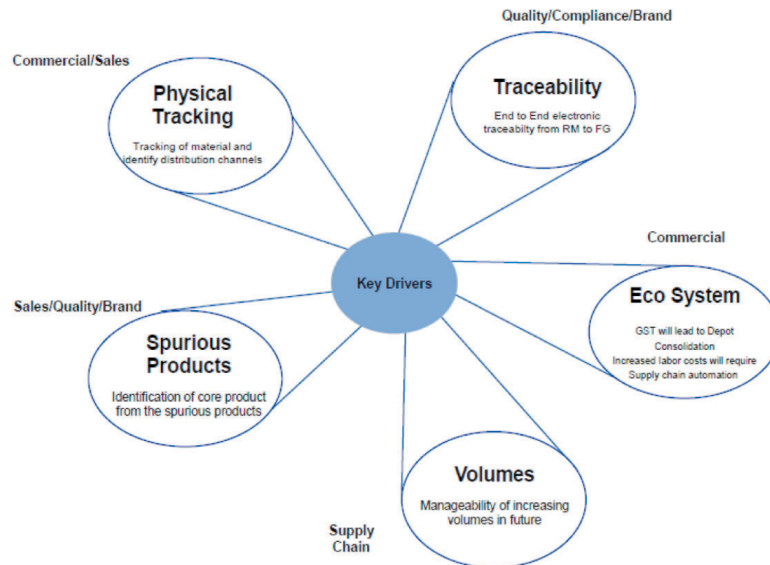 Quality/Compliance/Brand
Commercial/Sales
Physical
Tracking
Tracking of material and
identify distribution channels
Traceability
End to End electronic
traceabilty from RM to FG
Commercial
Key Drivers
Eco System
GST will lead to Depot
Consolidation
Increased labor costs will require
Supply chain automation
Sales/Quality/Brand
Spurious
Products
Identification of core product
from the spurious products
Volumes
Manageability of increasing
volumes in future
Supply
Chain